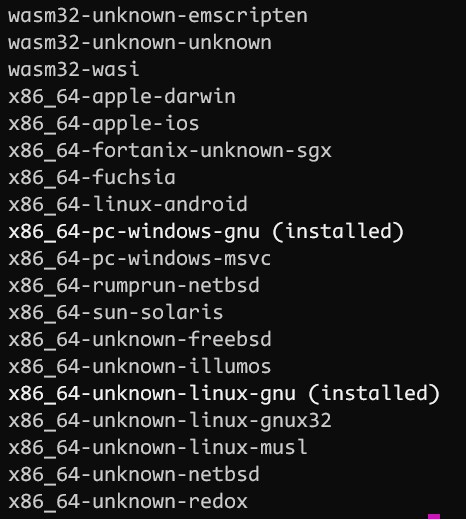 wasm32-unknown-emscripten
wasm32-unknown-unknown
wasm32-wasi
x86_64-apple-darwin
x86_64-apple-ios
x86_64-fortanix-unknown-sgx
x86_64-fuchsia
x86_64-linux-android
x86_64-pc-windows-gnu (installed)
x86_64-pc-windows-msvc
x86_64-rumprun-netbsd
x86_64-sun-solaris
x86_64-unknown-freebsd
x86_64-unknown-illumos
x86_64-unknown-linux-gnu (installed)
x86_64-unknown-linux-gnux32
x86_64-unknown-linux-musl
x86_64-unknown-netbsd
x86_64-unknown-redox